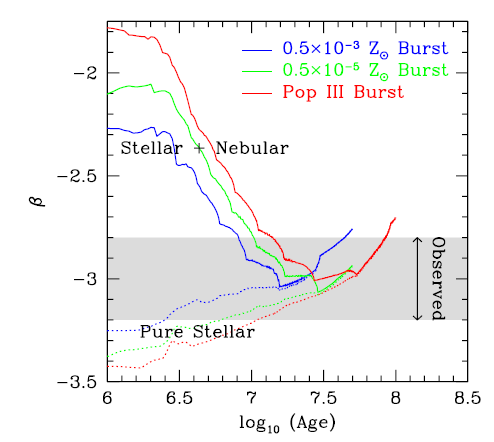 0.5×10⁻³ Z☉ Burst
0.5×10⁻⁵ Z☉ Burst
Pop III Burst
Stellar + Nebular
Pure Stellar
Observed
β
-2
-2.5
-3
-3.5
6
6.5
7
7.5
8
8.5
log₁₀ (Age)